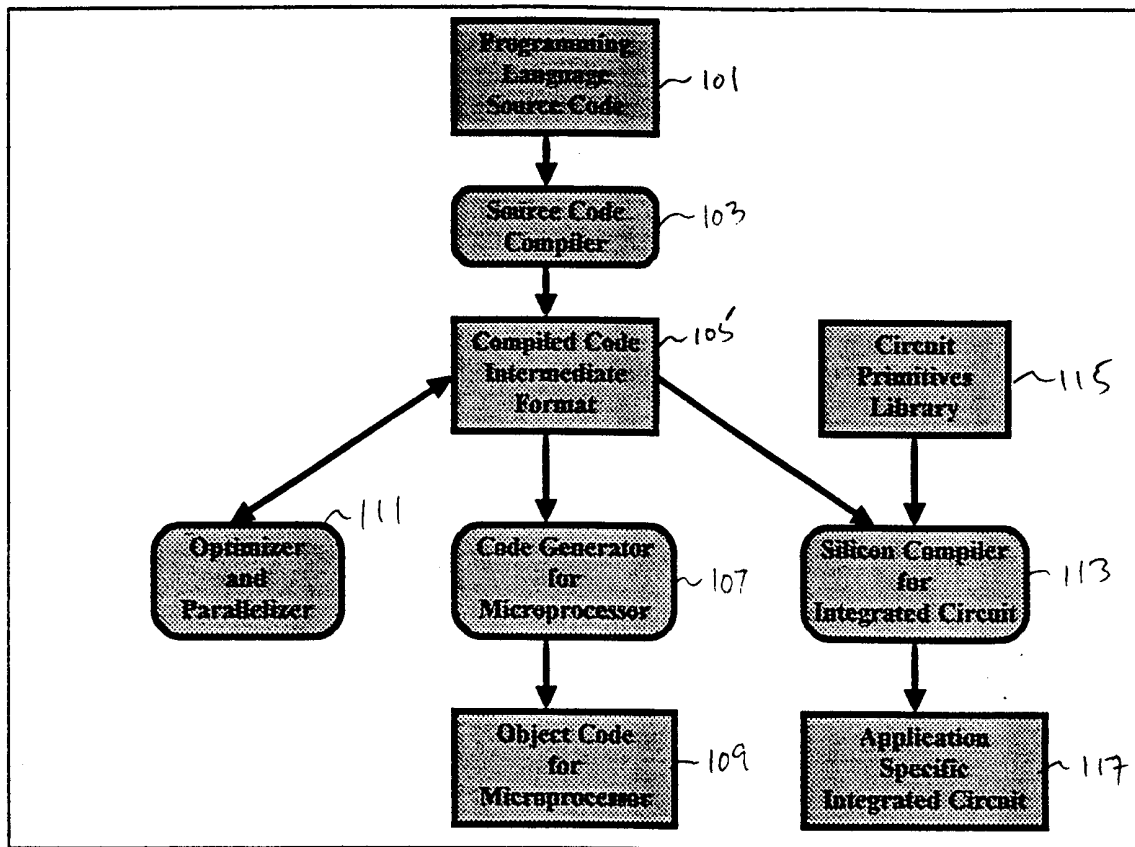 Programming
Language
Source Code
101
Source Code
Compiler
103
Compiled Code
Intermediate
Format
105
Circuit
Primitives
Library
115
Optimizer
and
Parallelizer
111
Code Generator
for
Microprocessor
107
Silicon Compiler
for
Integrated Circuit
113
Object Code
for
Microprocessor
109
Application
Specific
Integrated Circuit
117